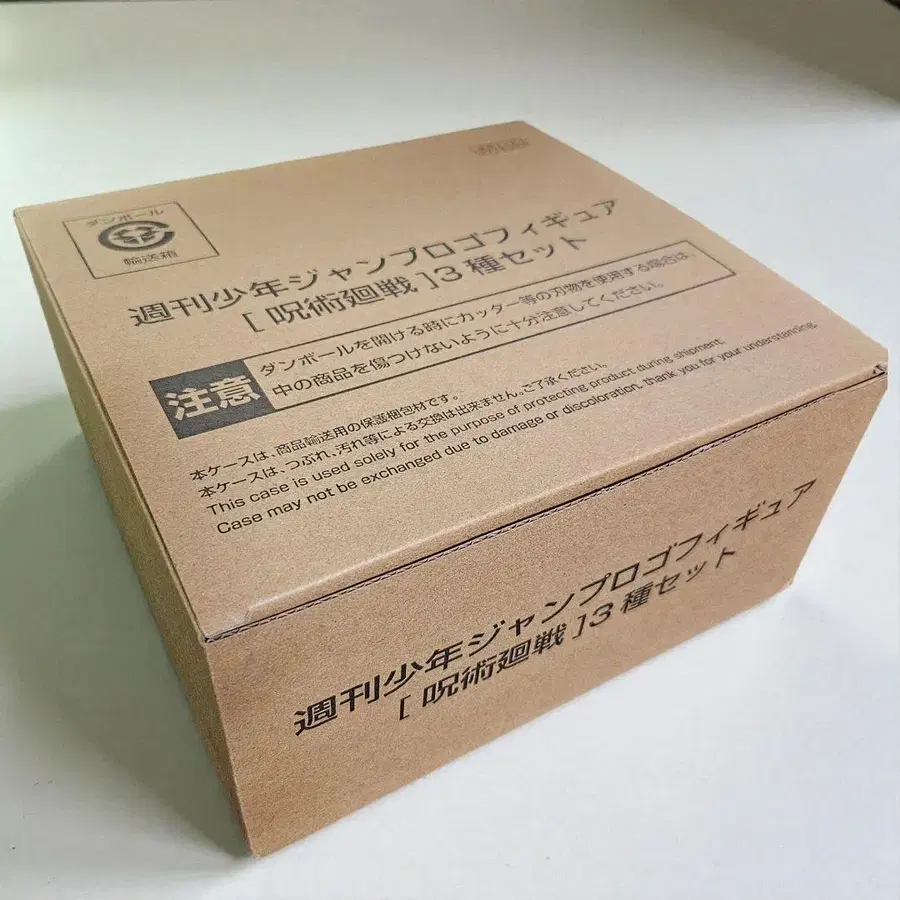 ダンボール
輸送箱
週刊少年ジャンプロゴフィギュア
[ 呪術廻戦 ]3 種セット
注意
ダンボールを開ける時にカッター等の刃物を使用する場合は、
中の商品を傷つけないように十分注意してください。
本ケースは、商品輸送用の保護梱包材です。
本ケースは、つぶれ、汚れ等による交換は出来ません。ご了承ください。
This case is used solely for the purpose of protecting product during shipment.
Case may not be exchanged due to damage or discoloration. thank you for your understanding.
週刊少年ジャンプロゴフィギュア
[ 呪術廻戦 ]3 種セット